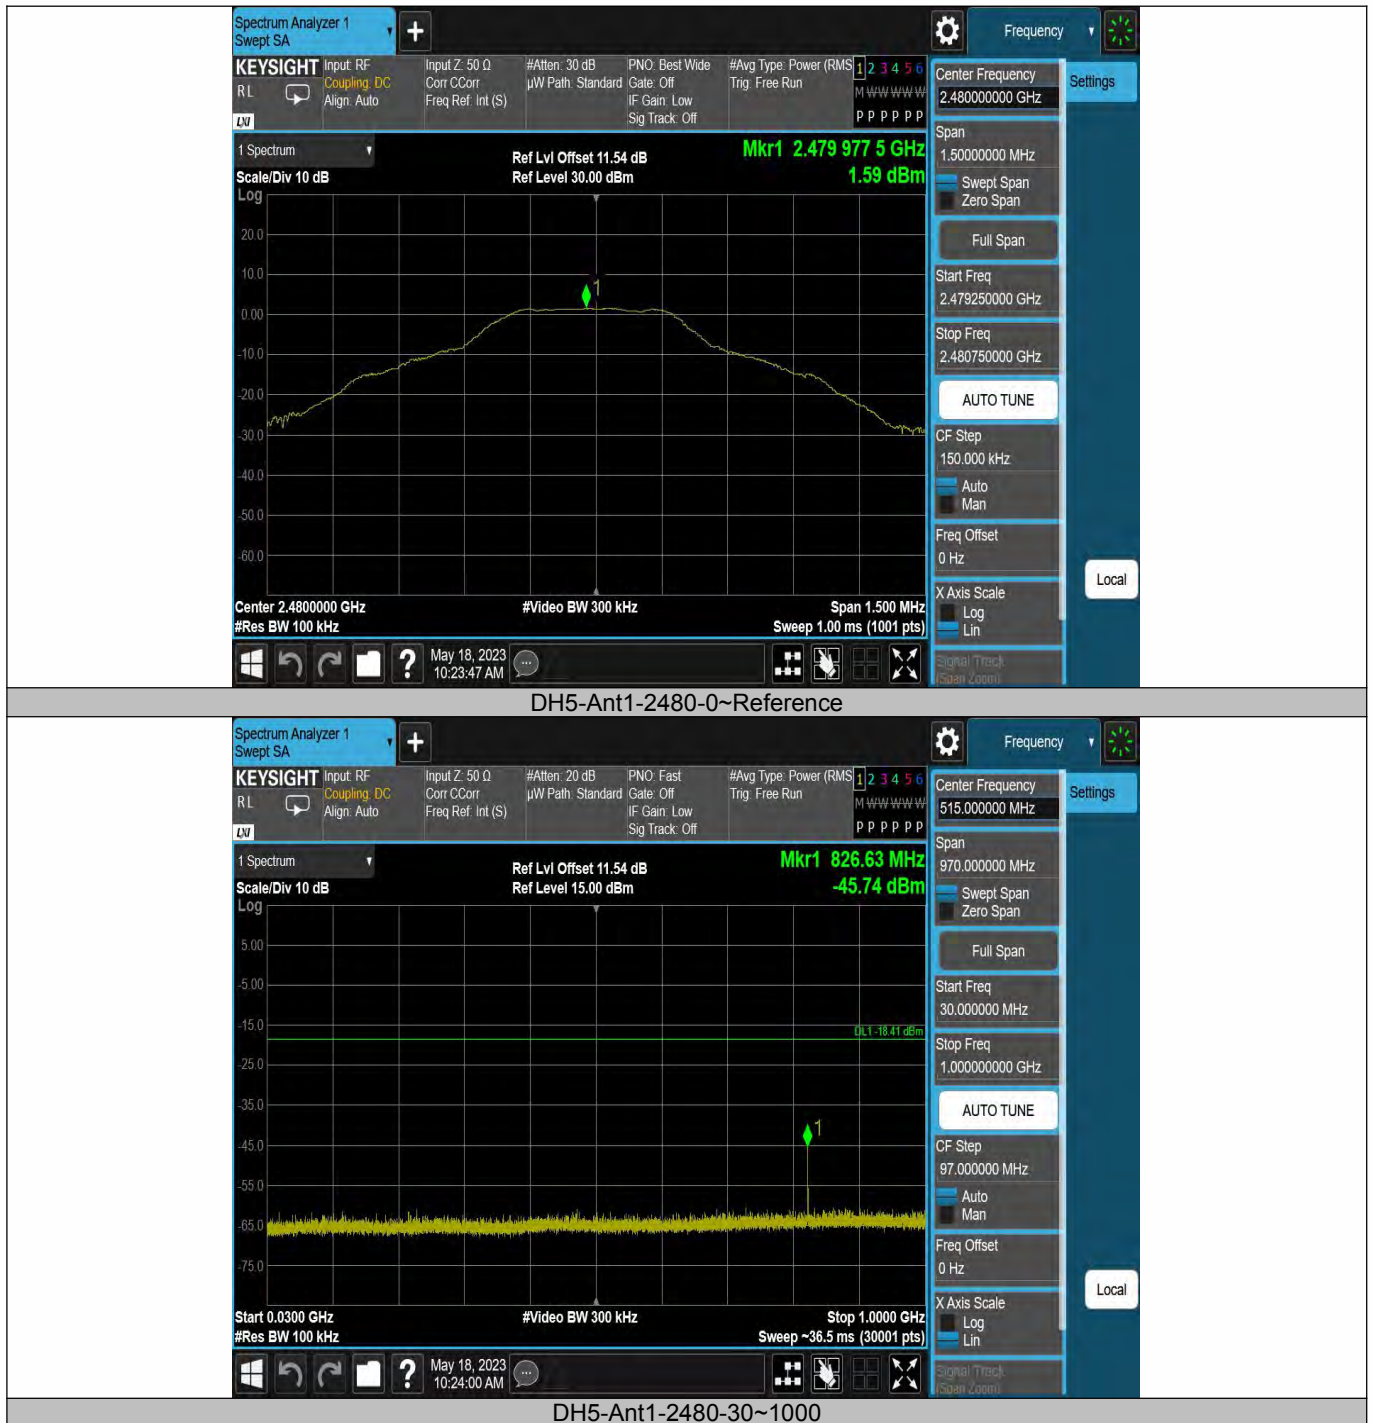 Spectrum Analyzer 1
Swept SA
+
Frequency
KEYSIGHT
RL
LXI
Input: RF
Coupling: DC
Align: Auto
Input Z: 50 Ω
Corr CCorr
Freq Ref: Int (S)
#Atten: 30 dB
µW Path: Standard
PNO: Best Wide
Gate: Off
IF Gain: Low
Sig Track: Off
#Avg Type: Power (RMS
Trig: Free Run
1 2 3 4 5 6
M W W W W W
P P P P P P
1 Spectrum
Scale/Div 10 dB
Log
Ref Lvl Offset 11.54 dB
Ref Level 30.00 dBm
Mkr1 2.479 977 5 GHz
1.59 dBm
20.0
10.0
0.00
-10.0
-20.0
-30.0
-40.0
-50.0
-60.0
1
Center 2.4800000 GHz
#Res BW 100 kHz
#Video BW 300 kHz
Span 1.500 MHz
Sweep 1.00 ms (1001 pts)
?
May 18, 2023
10:23:47 AM
Center Frequency
2.480000000 GHz
Settings
Span
1.50000000 MHz
Swept Span
Zero Span
Full Span
Start Freq
2.479250000 GHz
Stop Freq
2.480750000 GHz
AUTO TUNE
CF Step
150.000 kHz
Auto
Man
Freq Offset
0 Hz
Local
X Axis Scale
Log
Lin
Signal Track
(Span Zoom)
DH5-Ant1-2480-0~Reference
Spectrum Analyzer 1
Swept SA
+
Frequency
KEYSIGHT
RL
LXI
Input: RF
Coupling: DC
Align: Auto
Input Z: 50 Ω
Corr CCorr
Freq Ref: Int (S)
#Atten: 20 dB
µW Path: Standard
PNO: Fast
Gate: Off
IF Gain: Low
Sig Track: Off
#Avg Type: Power (RMS
Trig: Free Run
1 2 3 4 5 6
M W W W W W
P P P P P P
1 Spectrum
Scale/Div 10 dB
Log
Ref Lvl Offset 11.54 dB
Ref Level 15.00 dBm
Mkr1 826.63 MHz
-45.74 dBm
5.00
-5.00
-15.0
-25.0
-35.0
-45.0
-55.0
-65.0
-75.0
DL1 -18.41 dBm
1
Start 0.0300 GHz
#Res BW 100 kHz
#Video BW 300 kHz
Stop 1.0000 GHz
Sweep ~36.5 ms (30001 pts)
?
May 18, 2023
10:24:00 AM
Center Frequency
515.000000 MHz
Settings
Span
970.000000 MHz
Swept Span
Zero Span
Full Span
Start Freq
30.000000 MHz
Stop Freq
1.000000000 GHz
AUTO TUNE
CF Step
97.000000 MHz
Auto
Man
Freq Offset
0 Hz
Local
X Axis Scale
Log
Lin
Signal Track
(Span Zoom)
DH5-Ant1-2480-30~1000